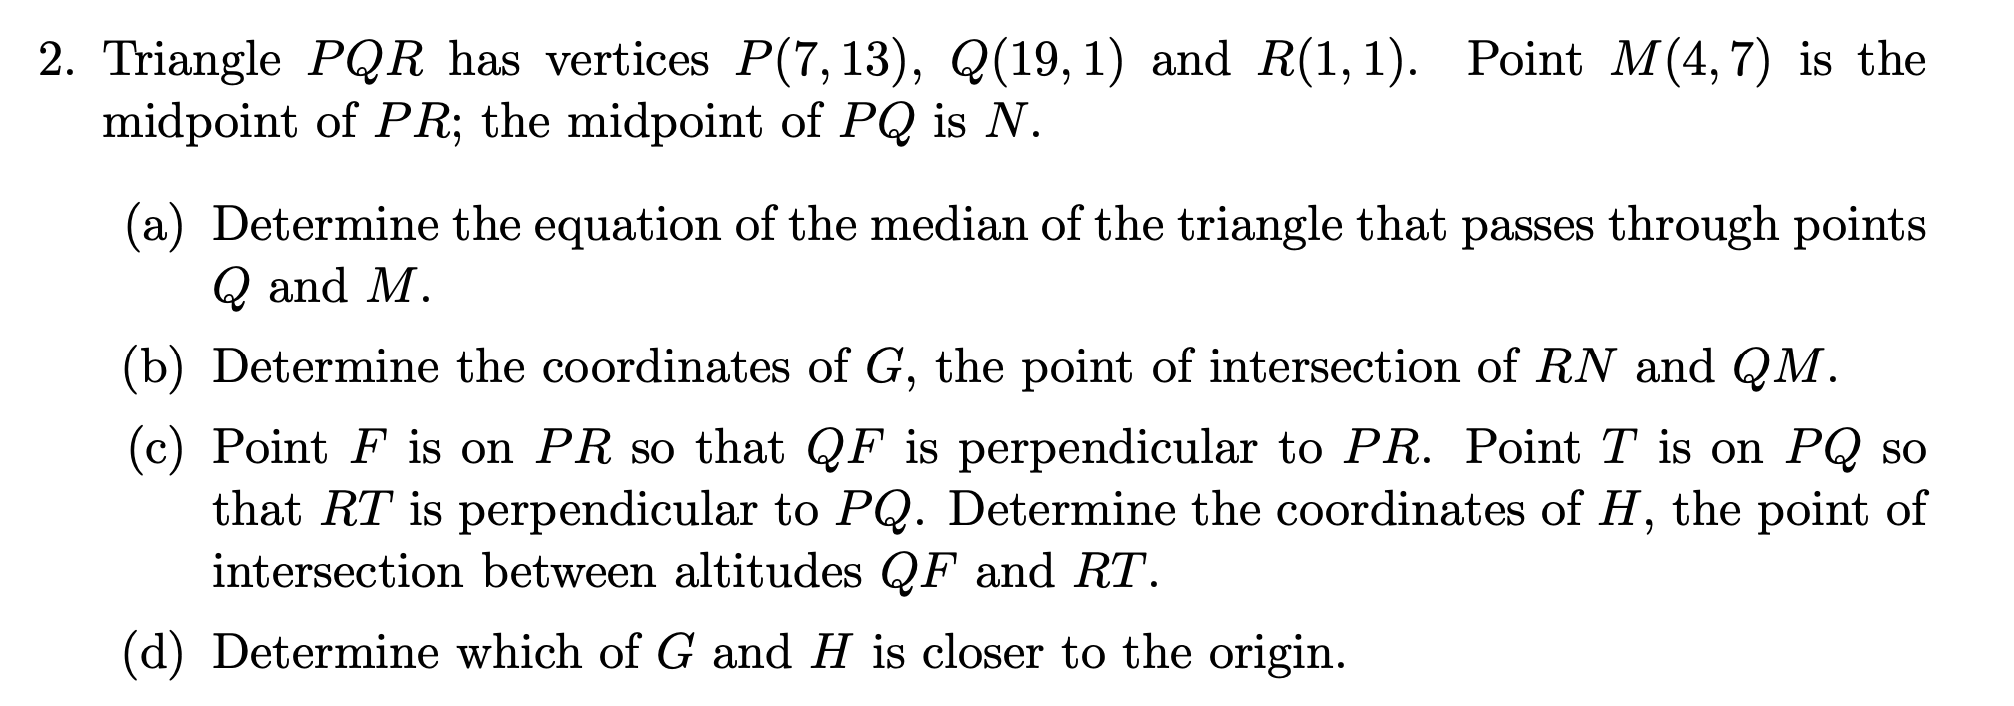 2. Triangle PQR has vertices P(7, 13), Q(19, 1) and R(1, 1). Point M(4, 7) is the
midpoint of PR; the midpoint of PQ is N.
(a) Determine the equation of the median of the triangle that passes through points
Q and M.
(b) Determine the coordinates of G, the point of intersection of RN and QM.
(c) Point F is on PR so that QF is perpendicular to PR. Point T is on PQ so
that RT is perpendicular to PQ. Determine the coordinates of H, the point of
intersection between altitudes QF and RT.
(d) Determine which of G and H is closer to the origin.